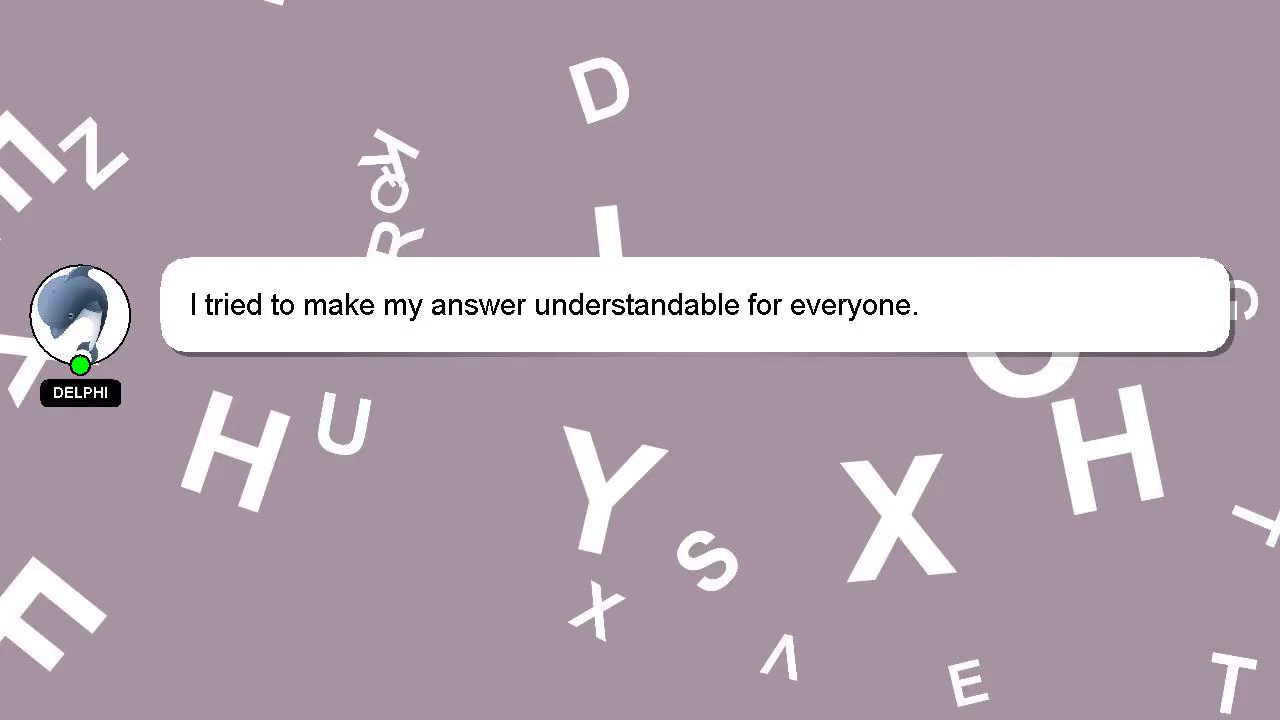 D
N
K
R
I
I tried to make my answer understandable for everyone.
DELPHI
H
U
H
Y
X
S
X
V
E
T